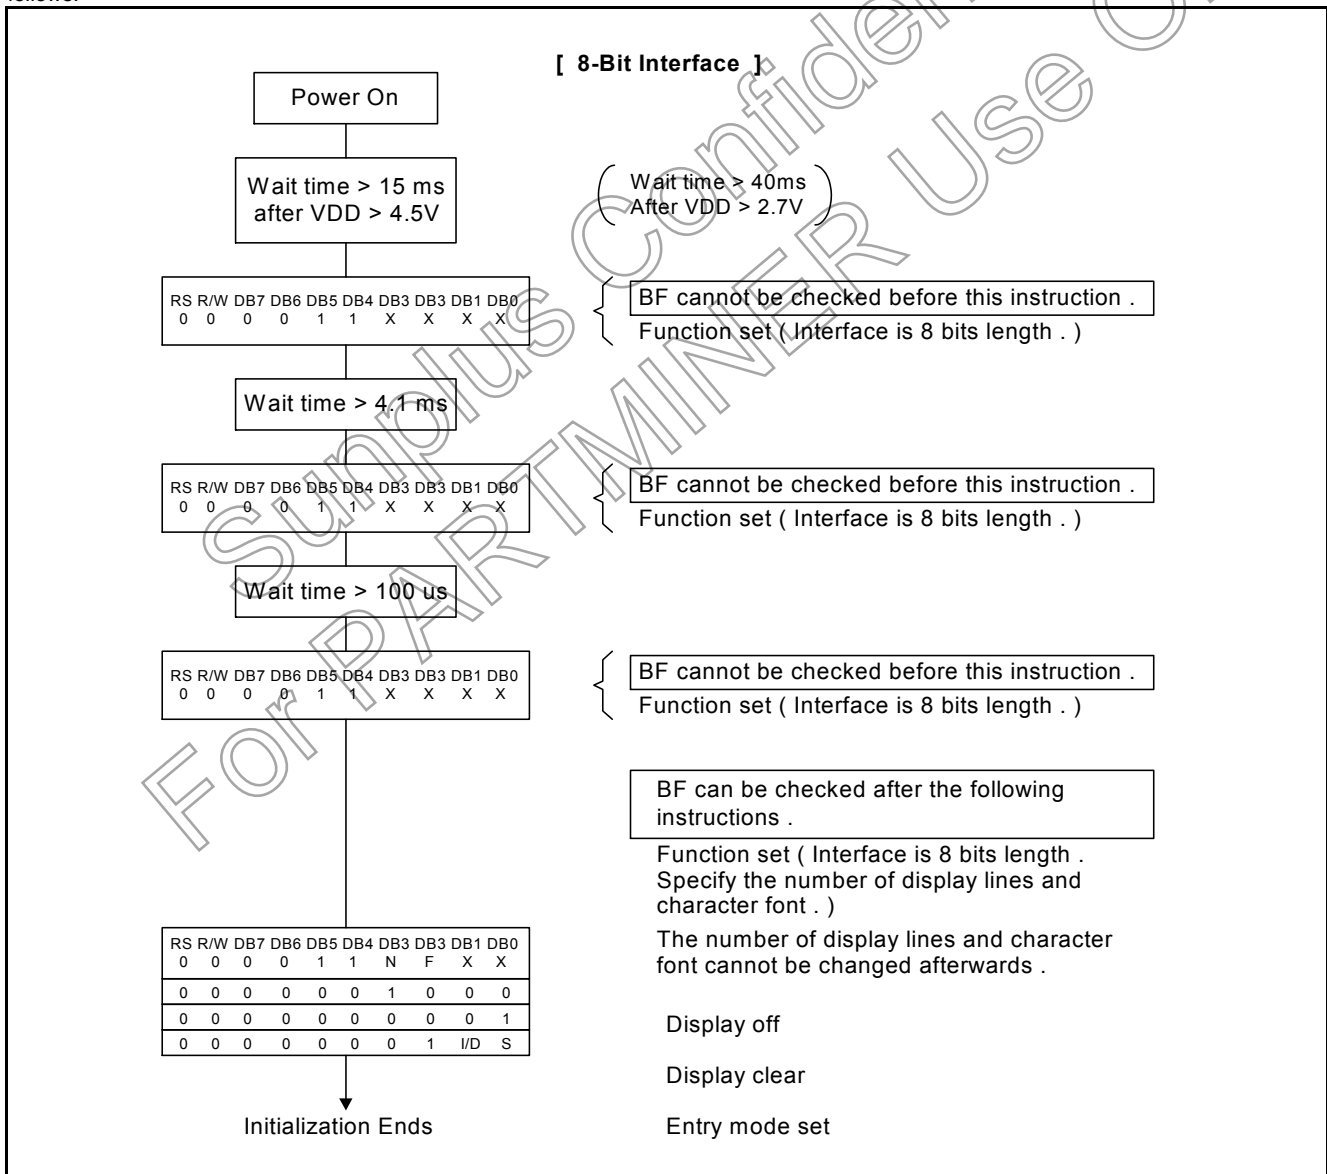 [ 8-Bit Interface ]
Power On
Wait time > 15 ms
after VDD > 4.5V
Wait time > 40ms
After VDD > 2.7V
RS R/W DB7 DB6 DB5 DB4 DB3 DB3 DB1 DB0
0 0 0 0 1 1 X X X X
BF cannot be checked before this instruction .
Function set ( Interface is 8 bits length . )
Wait time > 4.1 ms
RS R/W DB7 DB6 DB5 DB4 DB3 DB3 DB1 DB0
0 0 0 0 1 1 X X X X
BF cannot be checked before this instruction .
Function set ( Interface is 8 bits length . )
Wait time > 100 us
RS R/W DB7 DB6 DB5 DB4 DB3 DB3 DB1 DB0
0 0 0 0 1 1 X X X X
BF cannot be checked before this instruction .
Function set ( Interface is 8 bits length . )
BF can be checked after the following
instructions .
Function set ( Interface is 8 bits length .
Specify the number of display lines and
character font . )
RS R/W DB7 DB6 DB5 DB4 DB3 DB3 DB1 DB0
0 0 0 0 1 1 N F X X
0 0 0 0 0 0 1 0 0 0
0 0 0 0 0 0 0 0 0 1
0 0 0 0 0 0 0 1 I/D S
The number of display lines and character
font cannot be changed afterwards .
Display off
Display clear
Initialization Ends
Entry mode set
Sunplus
For PARTMINER Use